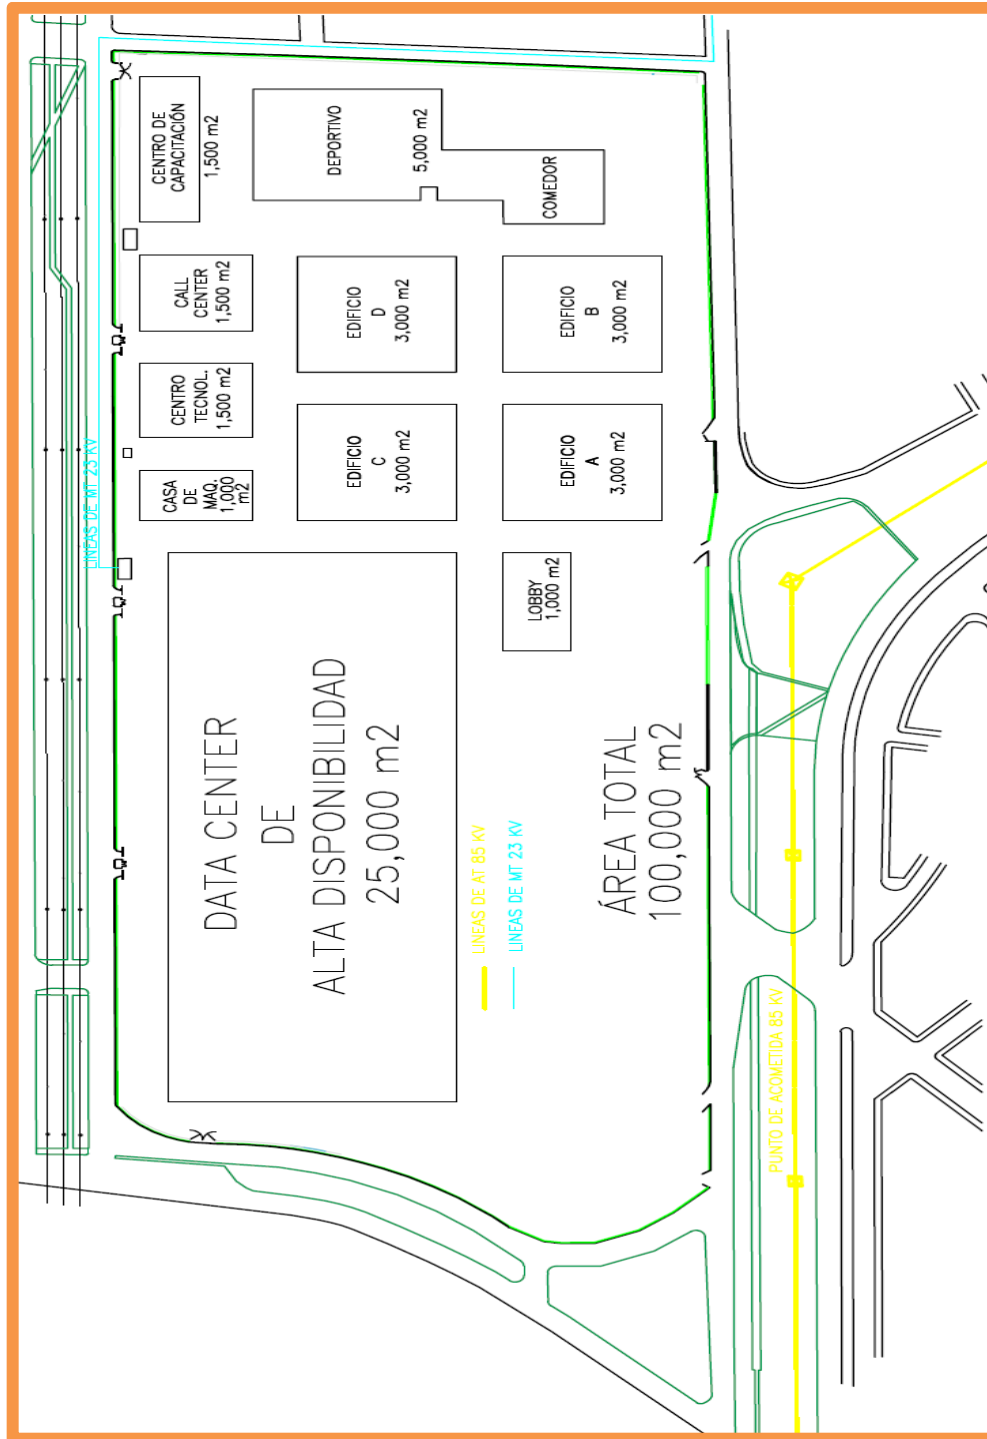 CENTRO DE
CAPACITACIÓN
1,500 m2
DEPORTIVO
5,000 m2
COMEDOR
CALL
CENTER
1,500 m2
EDIFICIO
D
3,000 m2
EDIFICIO
B
3,000 m2
CENTRO
TECNOL.
1,500 m2
EDIFICIO
C
3,000 m2
EDIFICIO
A
3,000 m2
CASA
DE
MAQ.
1,000
m2
LINEAS DE MT 23 KV
LOBBY
1,000 m2
DATA CENTER
DE
ALTA DISPONIBILIDAD
25,000 m2
ÁREA TOTAL
100,000 m2
LINEAS DE AT 85 KV
LINEAS DE MT 23 KV
PUNTO DE ACOMETIDA 85 KV